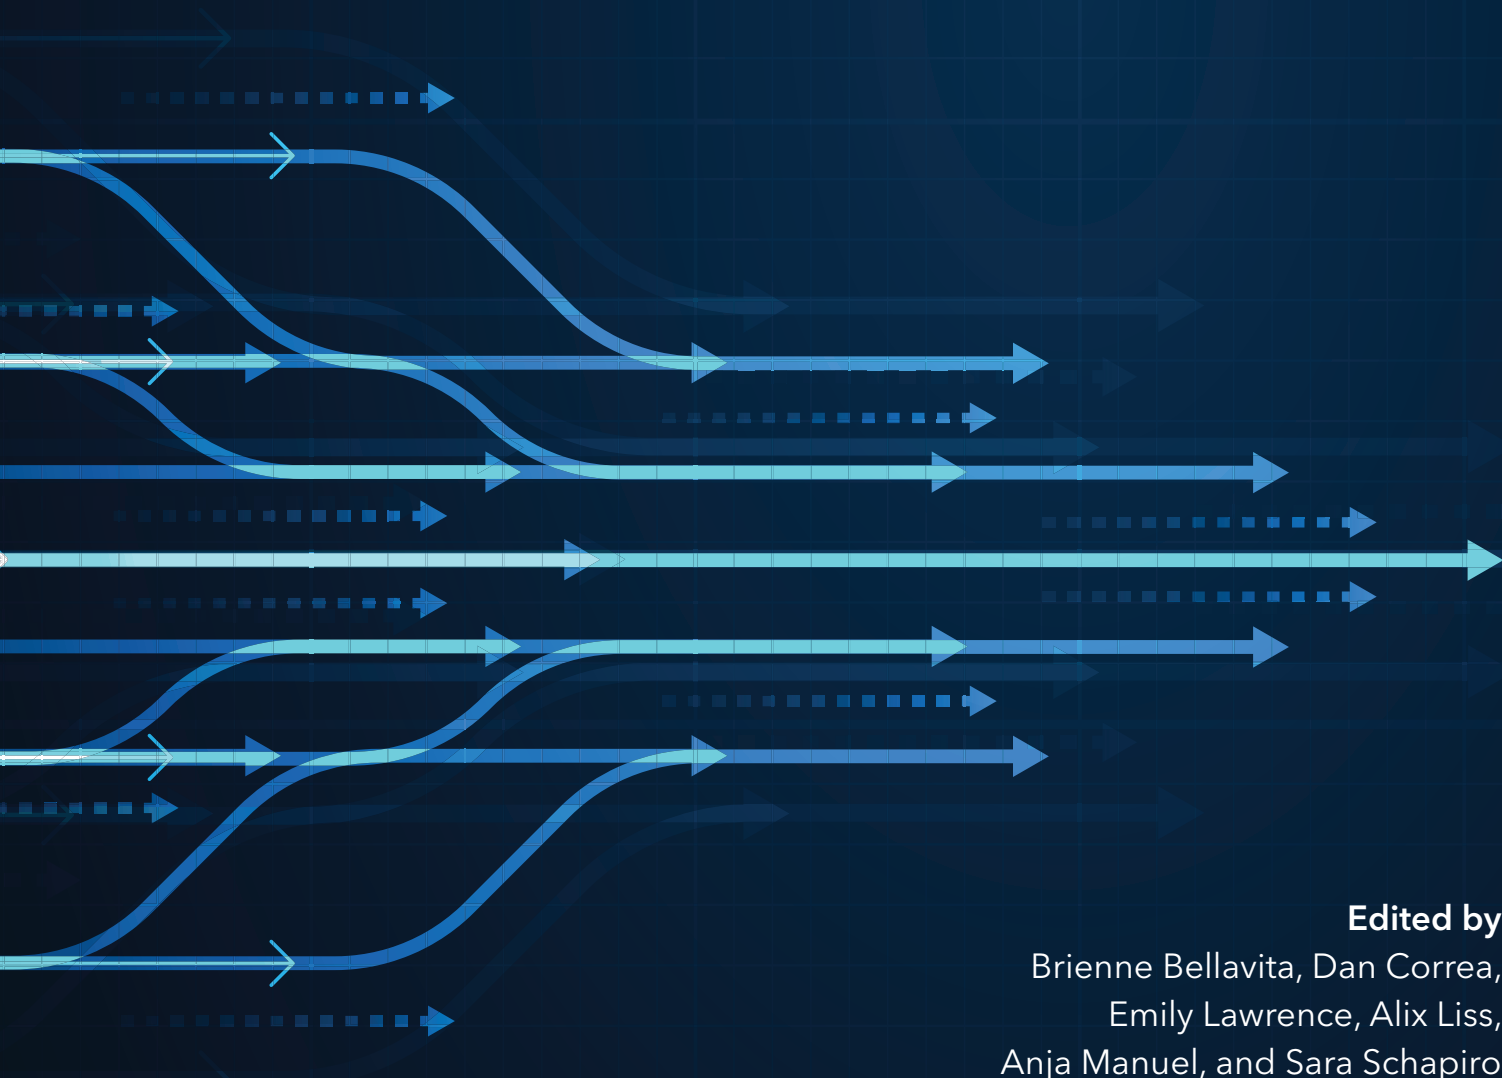 Edited by
Brienne Bellavita, Dan Correa,
Emily Lawrence, Alix Liss,
Anja Manuel, and Sara Schapiro